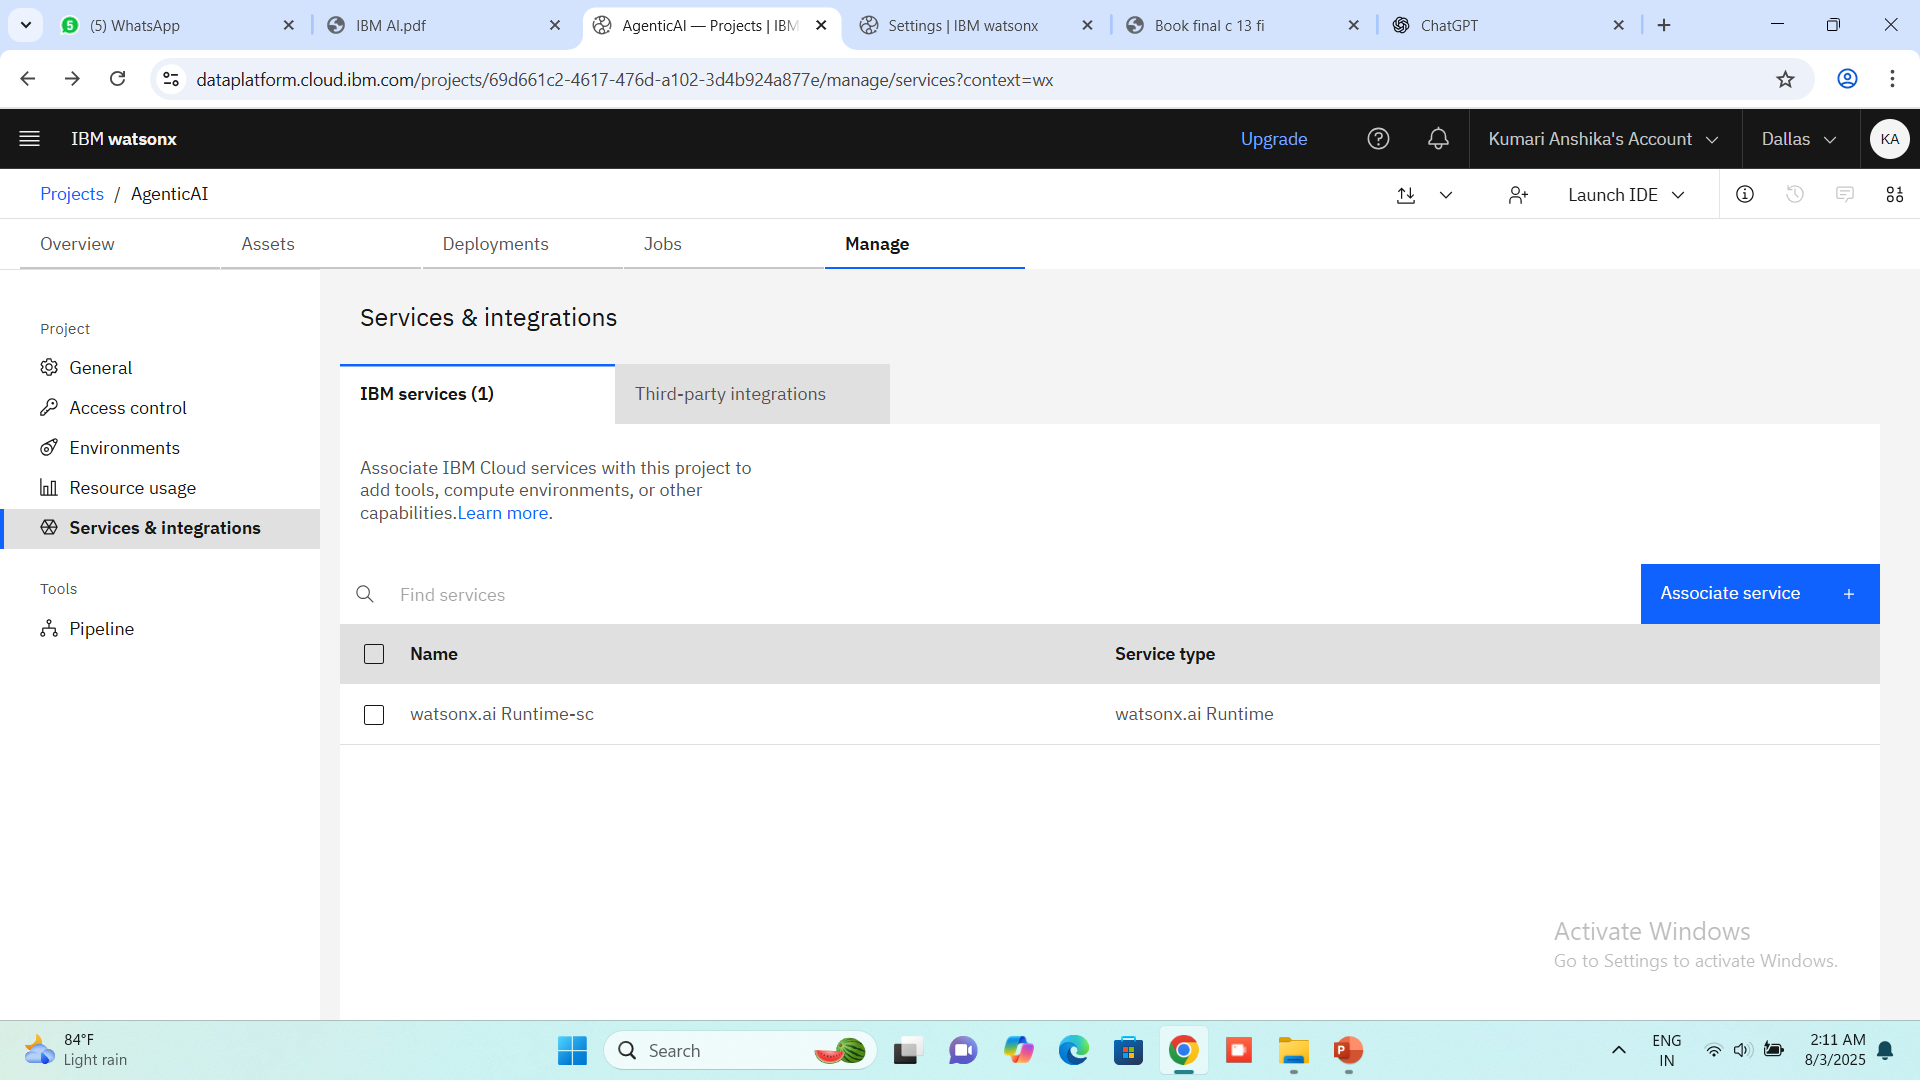 (5) WhatsApp
IBM AI.pdf
AgenticAI — Projects | IBM
Settings | IBM watsonx
Book final c 13 fi
ChatGPT
dataplatform.cloud.ibm.com/projects/69d661c2-4617-476d-a102-3d4b924a877e/manage/services?context=wx
IBM watsonx
Upgrade
Kumari Anshika's Account
Dallas
KA
Projects / AgenticAI
Launch IDE
Overview
Assets
Deployments
Jobs
Manage
Project
General
Access control
Environments
Resource usage
Services & integrations
Tools
Pipeline
Services & integrations
IBM services (1)
Third-party integrations
Associate IBM Cloud services with this project to
add tools, compute environments, or other
capabilities.Learn more.
Find services
Associate service +
Name
Service type
watsonx.ai Runtime-sc
watsonx.ai Runtime
Activate Windows
Go to Settings to activate Windows.
84°F
Light rain
Search
ENG
IN
2:11 AM
8/3/2025